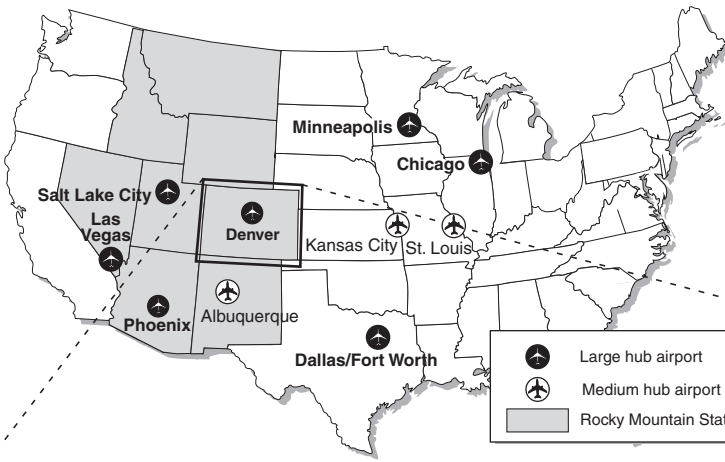 Minneapolis
Chicago
Salt Lake City
Las
Vegas
Denver
Kansas City
St. Louis
Phoenix
Albuquerque
Dallas/Fort Worth
Large hub airport
Medium hub airport
Rocky Mountain